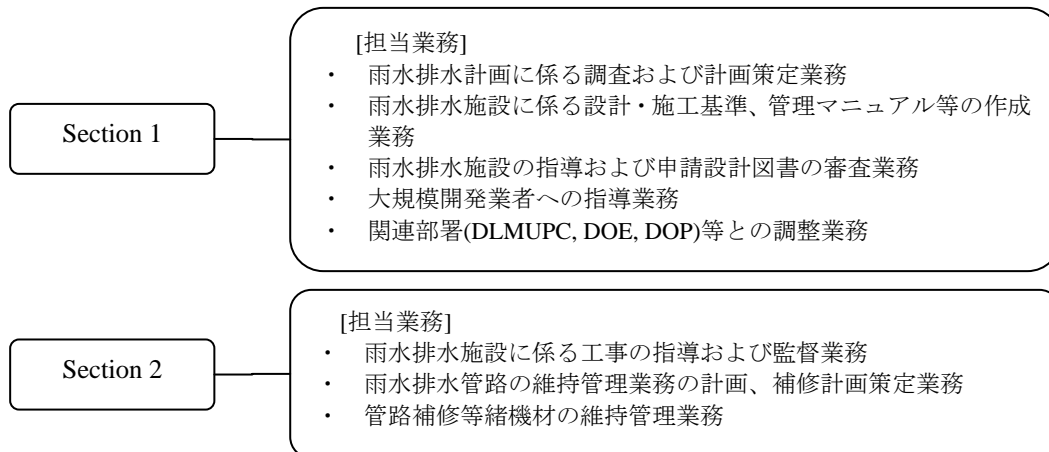 [担当業務]
・ 雨水排水計画に係る調査および計画策定業務
・ 雨水排水施設に係る設計・施工基準、管理マニュアル等の作成
業務
・ 雨水排水施設の指導および申請設計図書の審査業務
・ 大規模開発業者への指導業務
・ 関連部署(DLMUPC, DOE, DOP)等との調整業務
Section 1
[担当業務]
・ 雨水排水施設に係る工事の指導および監督業務
・ 雨水排水管路の維持管理業務の計画、補修計画策定業務
・ 管路補修等緒機材の維持管理業務
Section 2